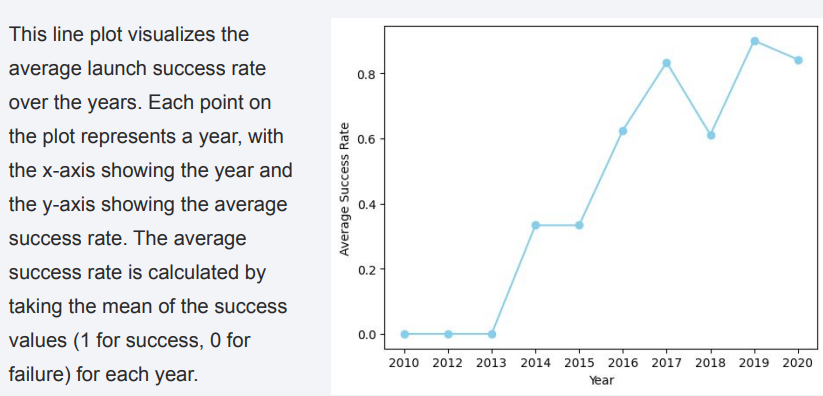 This line plot visualizes the
average launch success rate
over the years. Each point on
the plot represents a year, with
the x-axis showing the year and
the y-axis showing the average
success rate. The average
success rate is calculated by
taking the mean of the success
values (1 for success, 0 for
failure) for each year.
Average Success Rate
0.8
0.6
0.4
0.2
0.0
2010 2012 2013 2014 2015 2016 2017 2018 2019 2020
Year